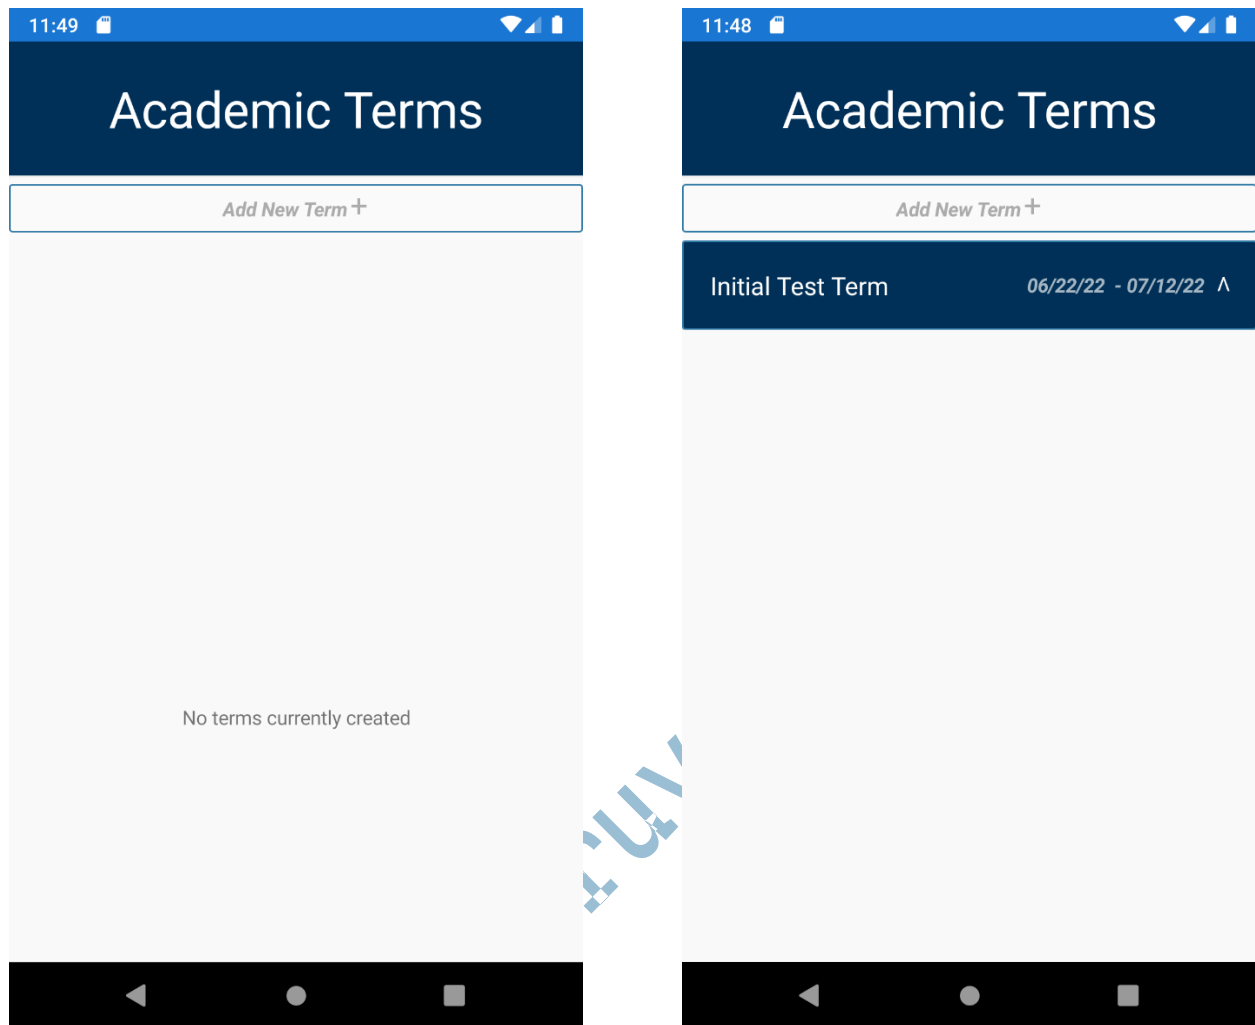 11:49
Academic Terms
Add New Term +
No terms currently created
11:48
Academic Terms
Add New Term +
Initial Test Term 06/22/22 - 07/12/22 ^